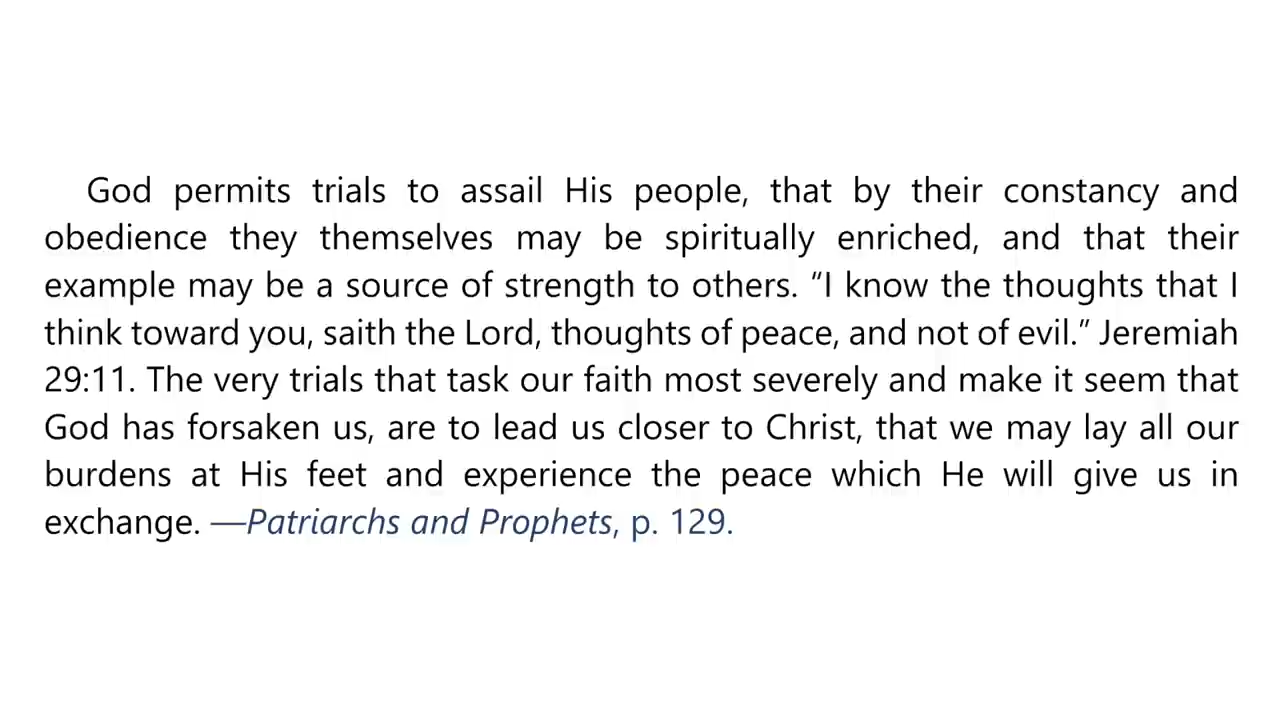 God permits trials to assail His people, that by their constancy and
obedience they themselves may be spiritually enriched, and that their
example may be a source of strength to others. “I know the thoughts that I
think toward you, saith the Lord, thoughts of peace, and not of evil.” Jeremiah
29:11. The very trials that task our faith most severely and make it seem that
God has forsaken us, are to lead us closer to Christ, that we may lay all our
burdens at His feet and experience the peace which He will give us in
exchange. —Patriarchs and Prophets, p. 129.